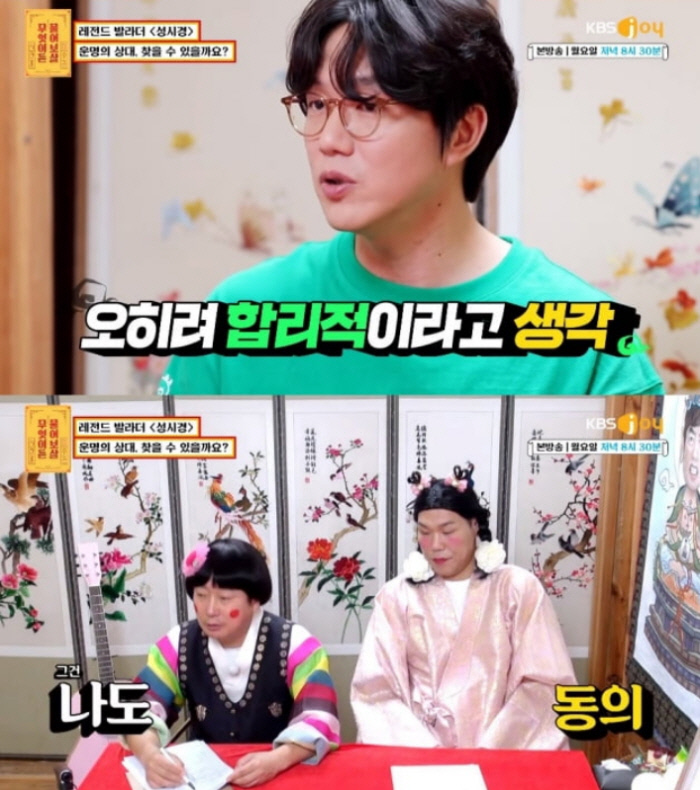 무엇이든
물어보살
레전드 발라더 <성시경>
운명의 상대, 찾을 수 있을까요?
KBS joy
본방송 | 월요일 저녁 8시 30분
오히려 합리적이라고 생각
무엇이든
물어보살
레전드 발라더 <성시경>
운명의 상대, 찾을 수 있을까요?
KBS joy
본방송 | 월요일 저녁 8시 30분
그건
나도
동의